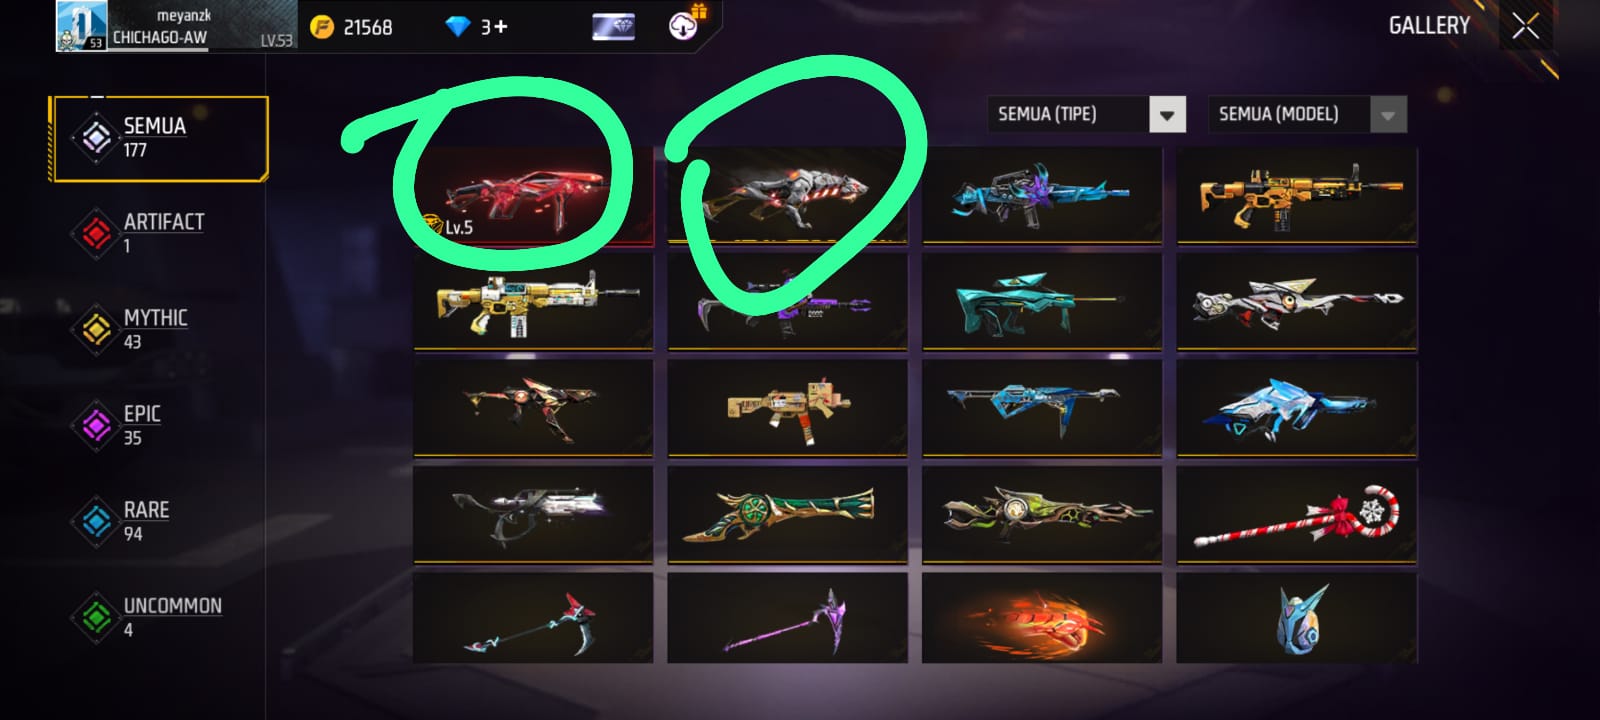 meyanzk
CHICHAGO-AW
53
LV.53
21568
3+
GALLERY
SEMUA
177
ARTIFACT
1
MYTHIC
43
EPIC
35
RARE
94
UNCOMMON
4
SEMUA (TIPE)
SEMUA (MODEL)
Lv.5